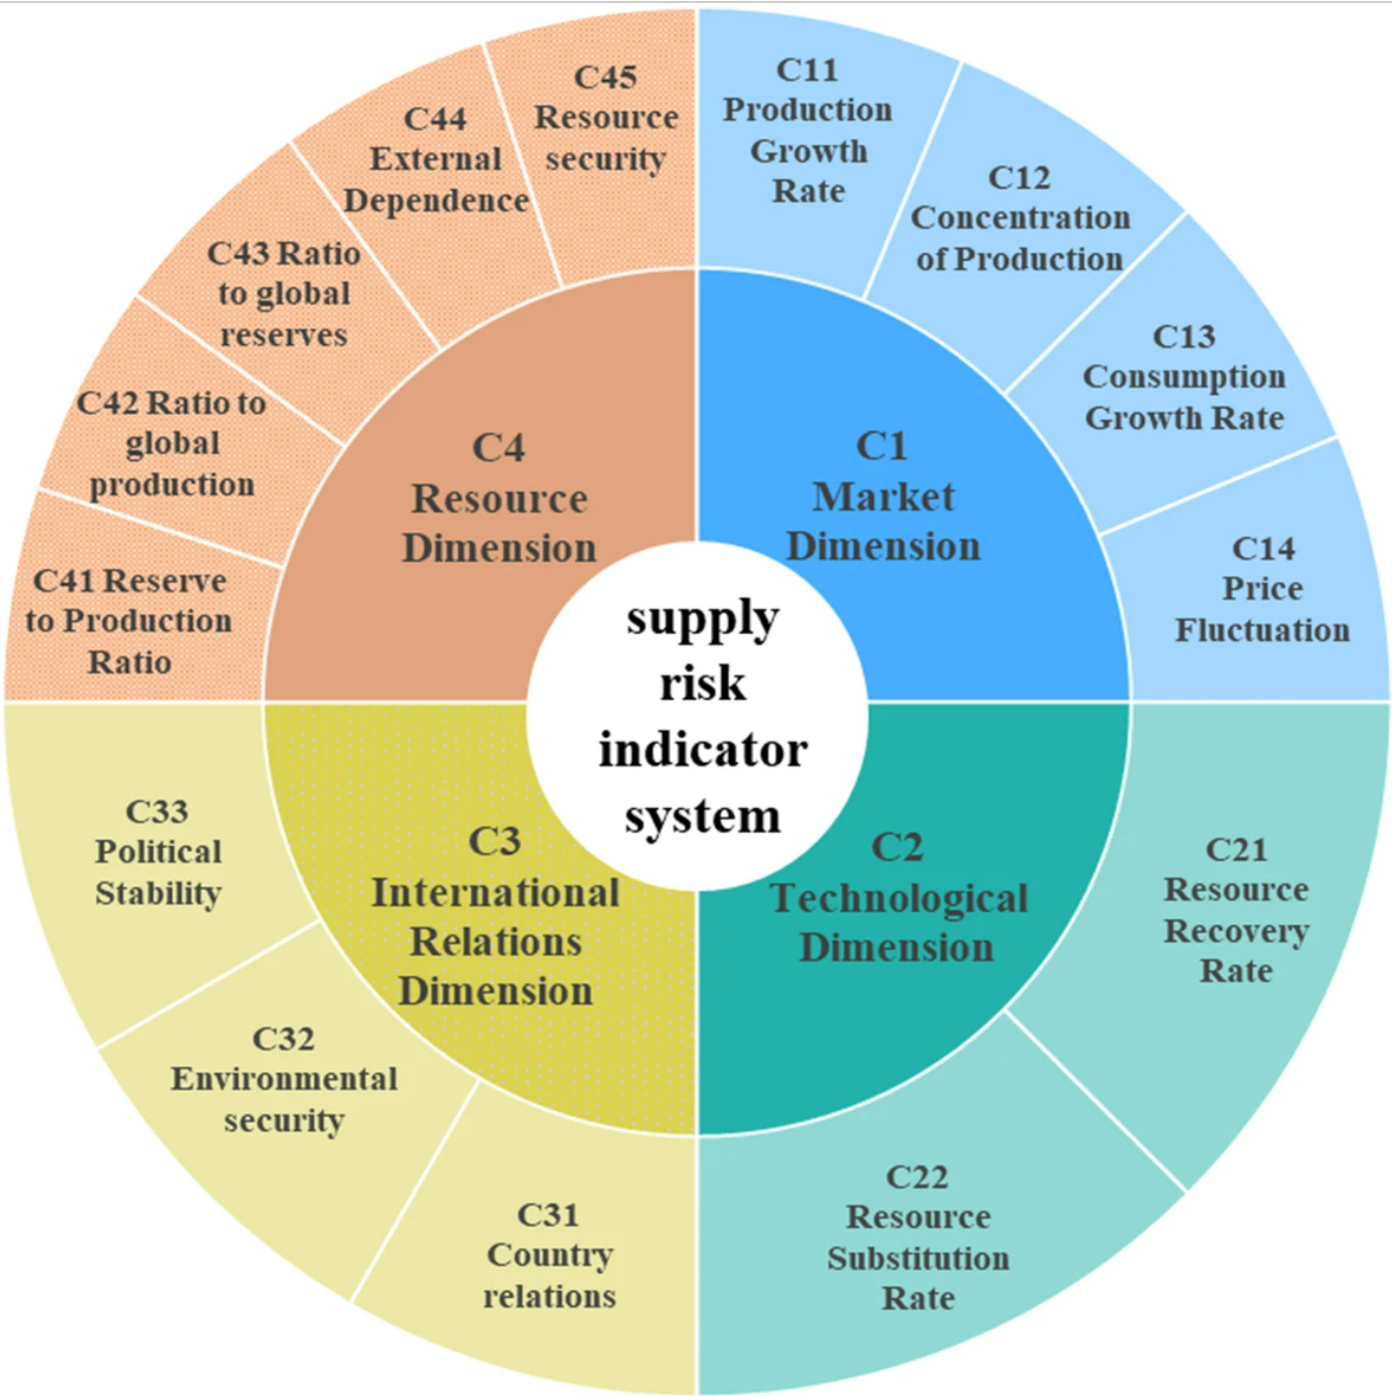 supply
risk
indicator
system
C1
Market
Dimension
C11
Production
Growth
Rate
C12
Concentration
of Production
C13
Consumption
Growth Rate
C14
Price
Fluctuation
C2
Technological
Dimension
C21
Resource
Recovery
Rate
C22
Resource
Substitution
Rate
C3
International
Relations
Dimension
C31
Country
relations
C32
Environmental
security
C33
Political
Stability
C4
Resource
Dimension
C41 Reserve
to Production
Ratio
C42 Ratio to
global
production
C43 Ratio
to global
reserves
C44
External
Dependence
C45
Resource
security